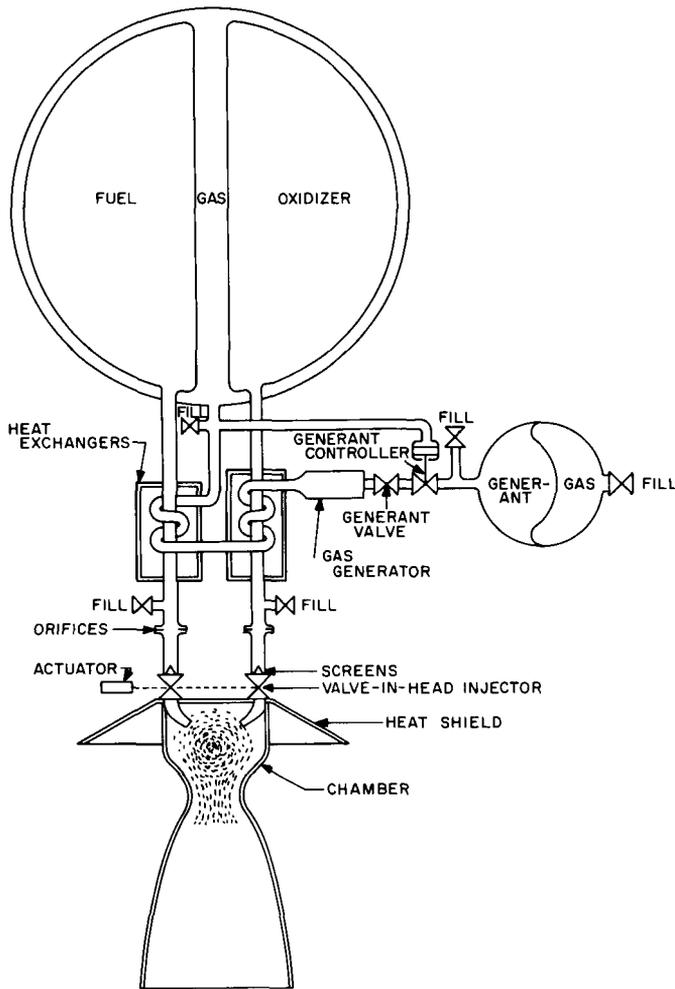 FUEL
GAS
OXIDIZER
FILL
HEAT
EXCHANGERS
GENERANT
CONTROLLER
FILL
GENER-
ANT
GAS
FILL
GENERANT
VALVE
GAS
GENERATOR
FILL
FILL
ORIFICES
ACTUATOR
SCREENS
VALVE-IN-HEAD INJECTOR
HEAT SHIELD
CHAMBER